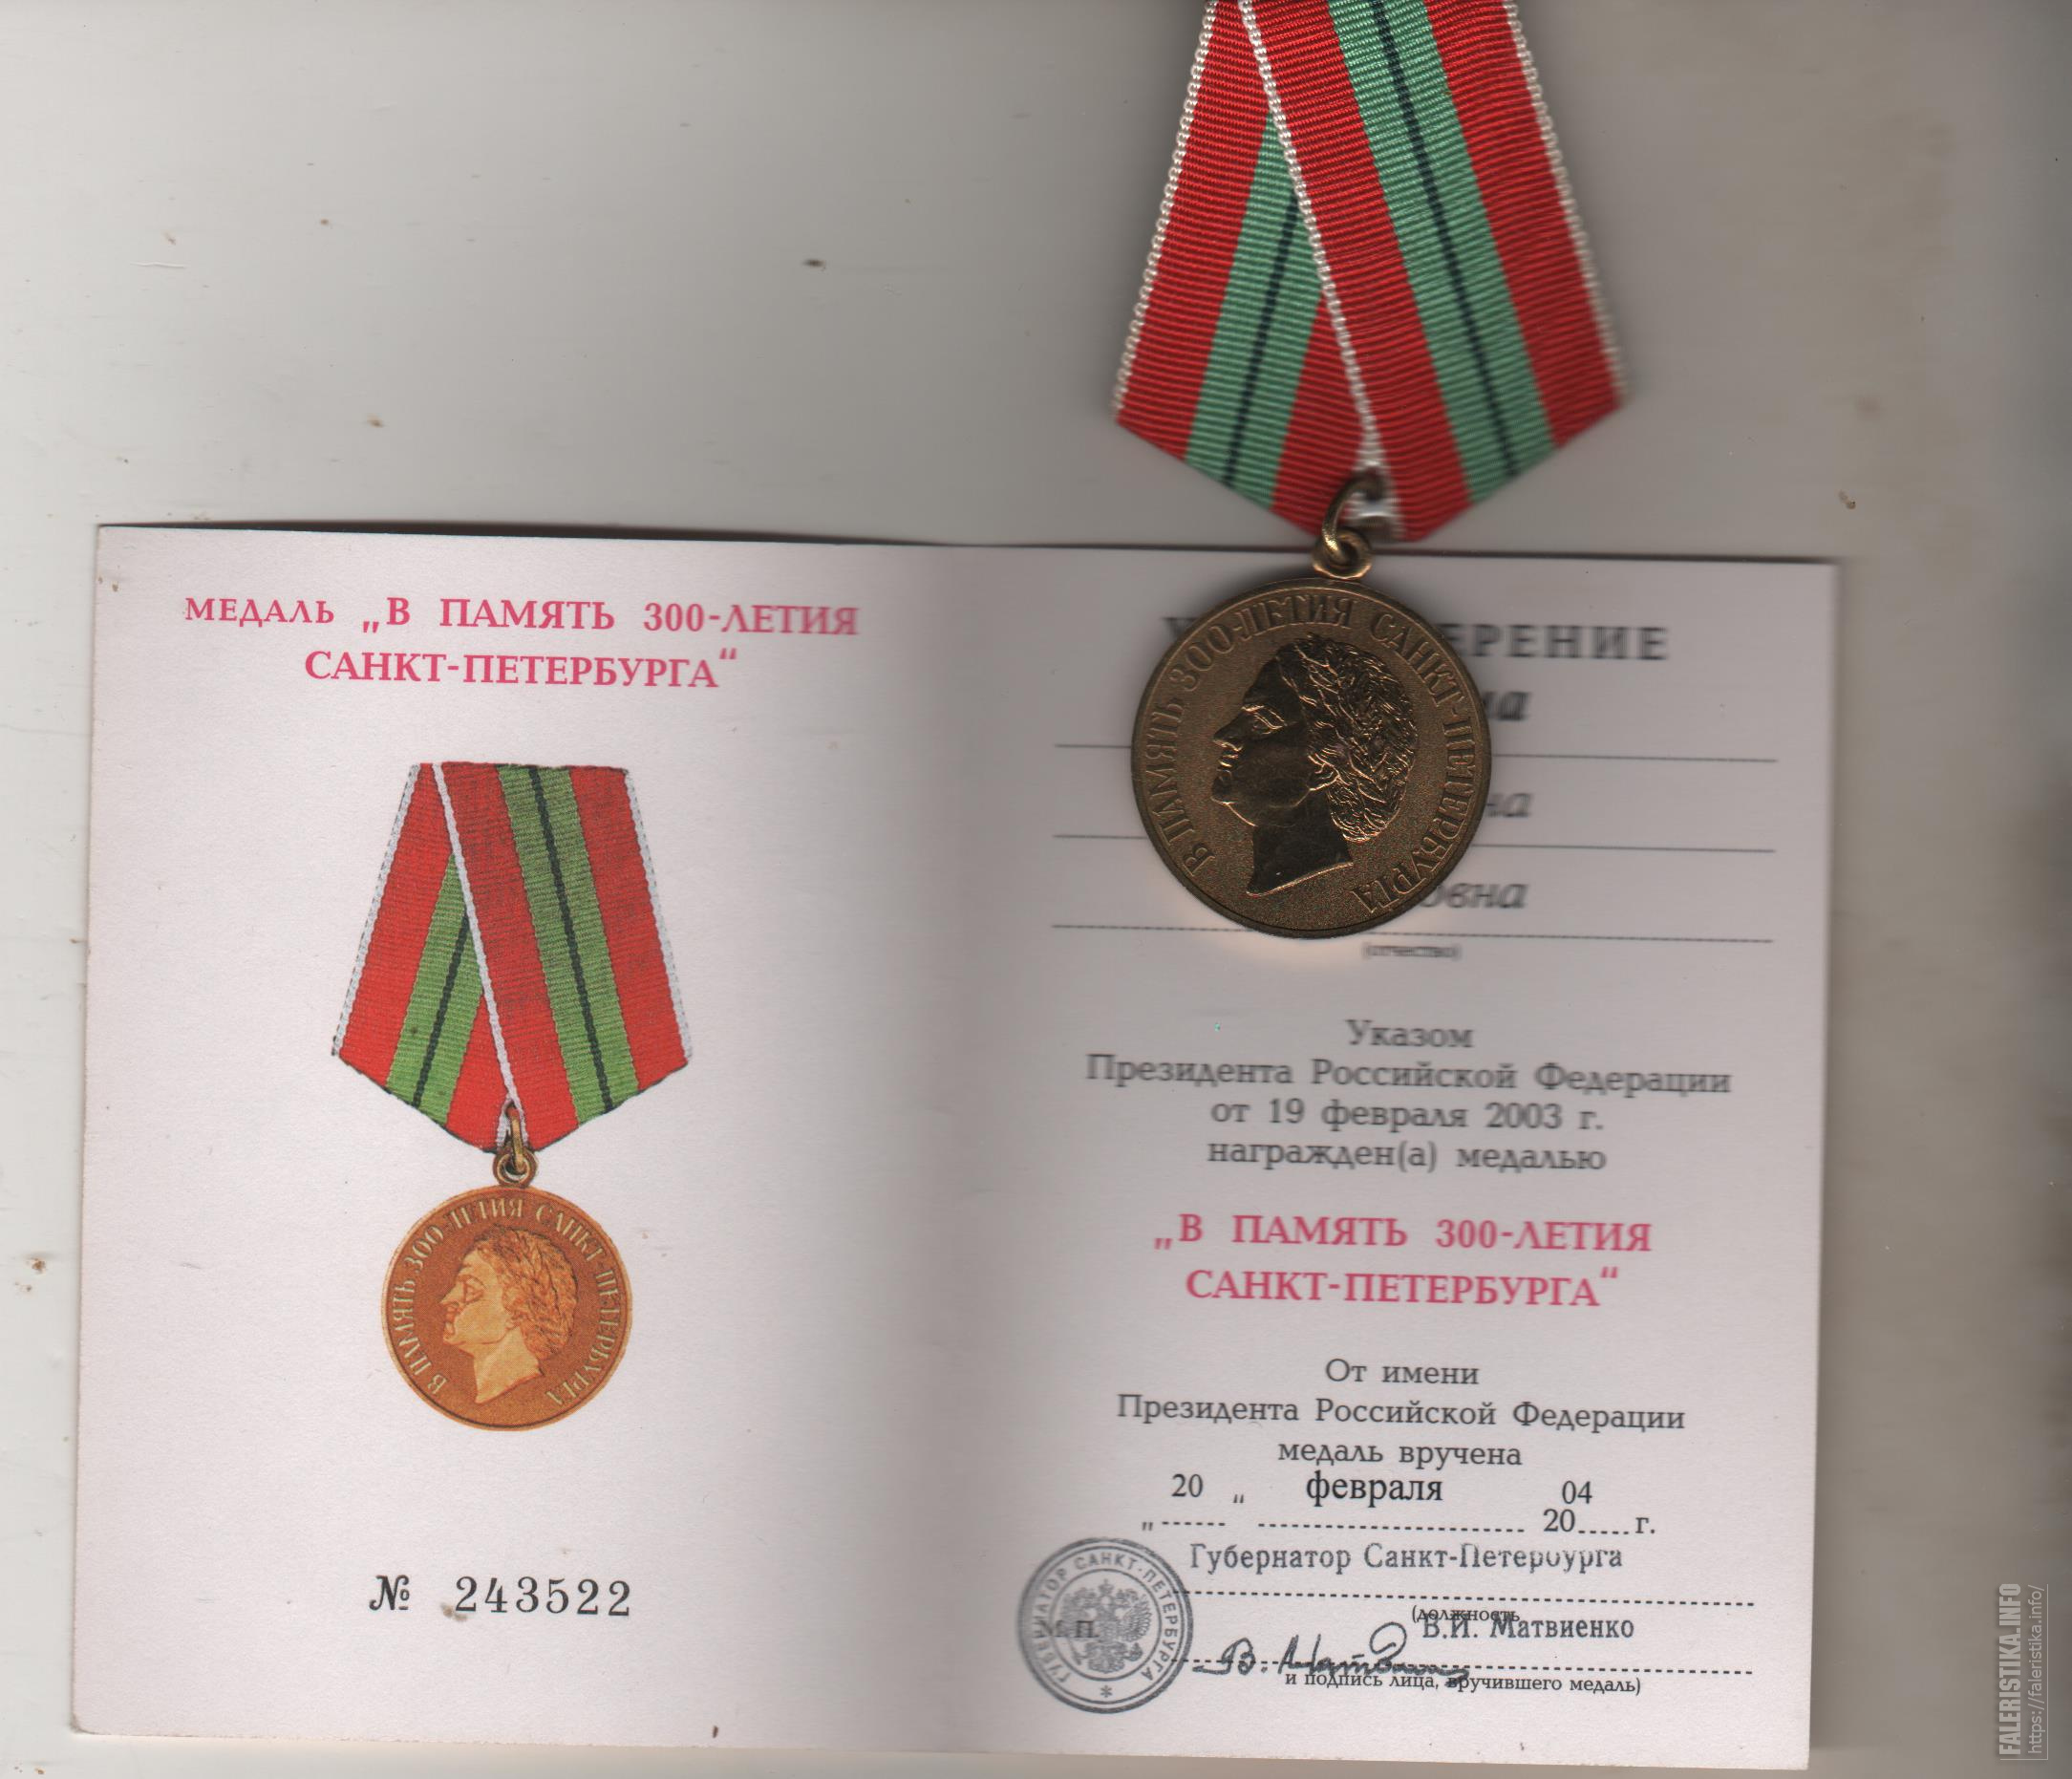 МЕДАЛЬ „В ПАМЯТЬ 300-ЛЕТИЯ
САНКТ-ПЕТЕРБУРГА“
В ПАМЯТЬ 300-ЛЕТИЯ САНКТ-ПЕТЕРБУРГА
№ 243522
В ПАМЯТЬ 300-ЛЕТИЯ САНКТ-ПЕТЕРБУРГА
(отчество)
Указом
Президента Российской Федерации
от 19 февраля 2003 г.
награжден(а) медалью
„В ПАМЯТЬ 300-ЛЕТИЯ
САНКТ-ПЕТЕРБУРГА“
От имени
Президента Российской Федерации
медаль вручена
„ 20 „ февраля 2004 г.
Губернатор Санкт-Петербурга
(должность
В.И. Матвиенко
М.П.
и подпись лица, вручившего медаль)
ГУБЕРНАТОР САНКТ-ПЕТЕРБУРГА
FALERISTIKA.INFO
https://faleristika.info/